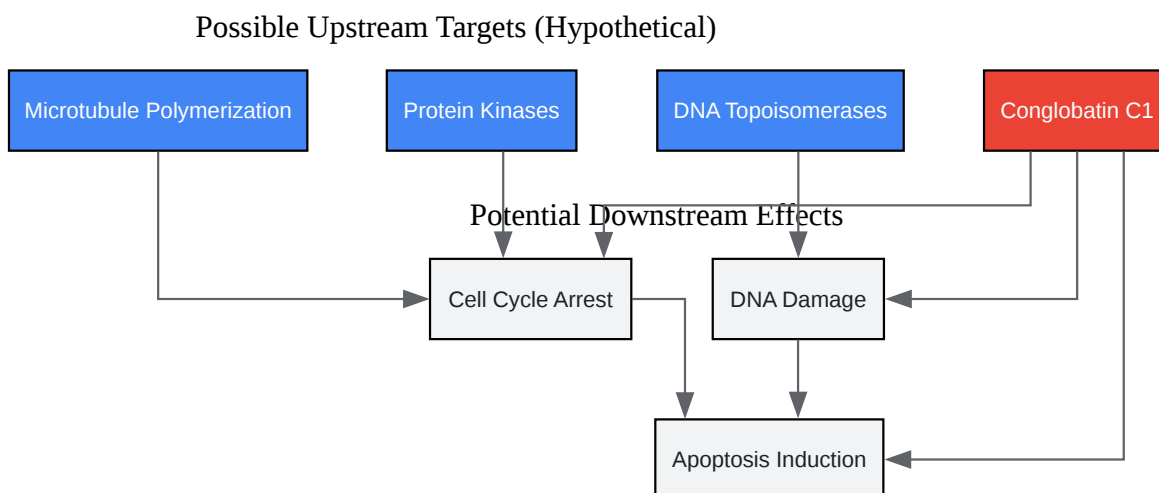 Possible Upstream Targets (Hypothetical)
Microtubule Polymerization
Protein Kinases
DNA Topoisomerases
Conglobatin C1
Potential Downstream Effects
Cell Cycle Arrest
DNA Damage
Apoptosis Induction